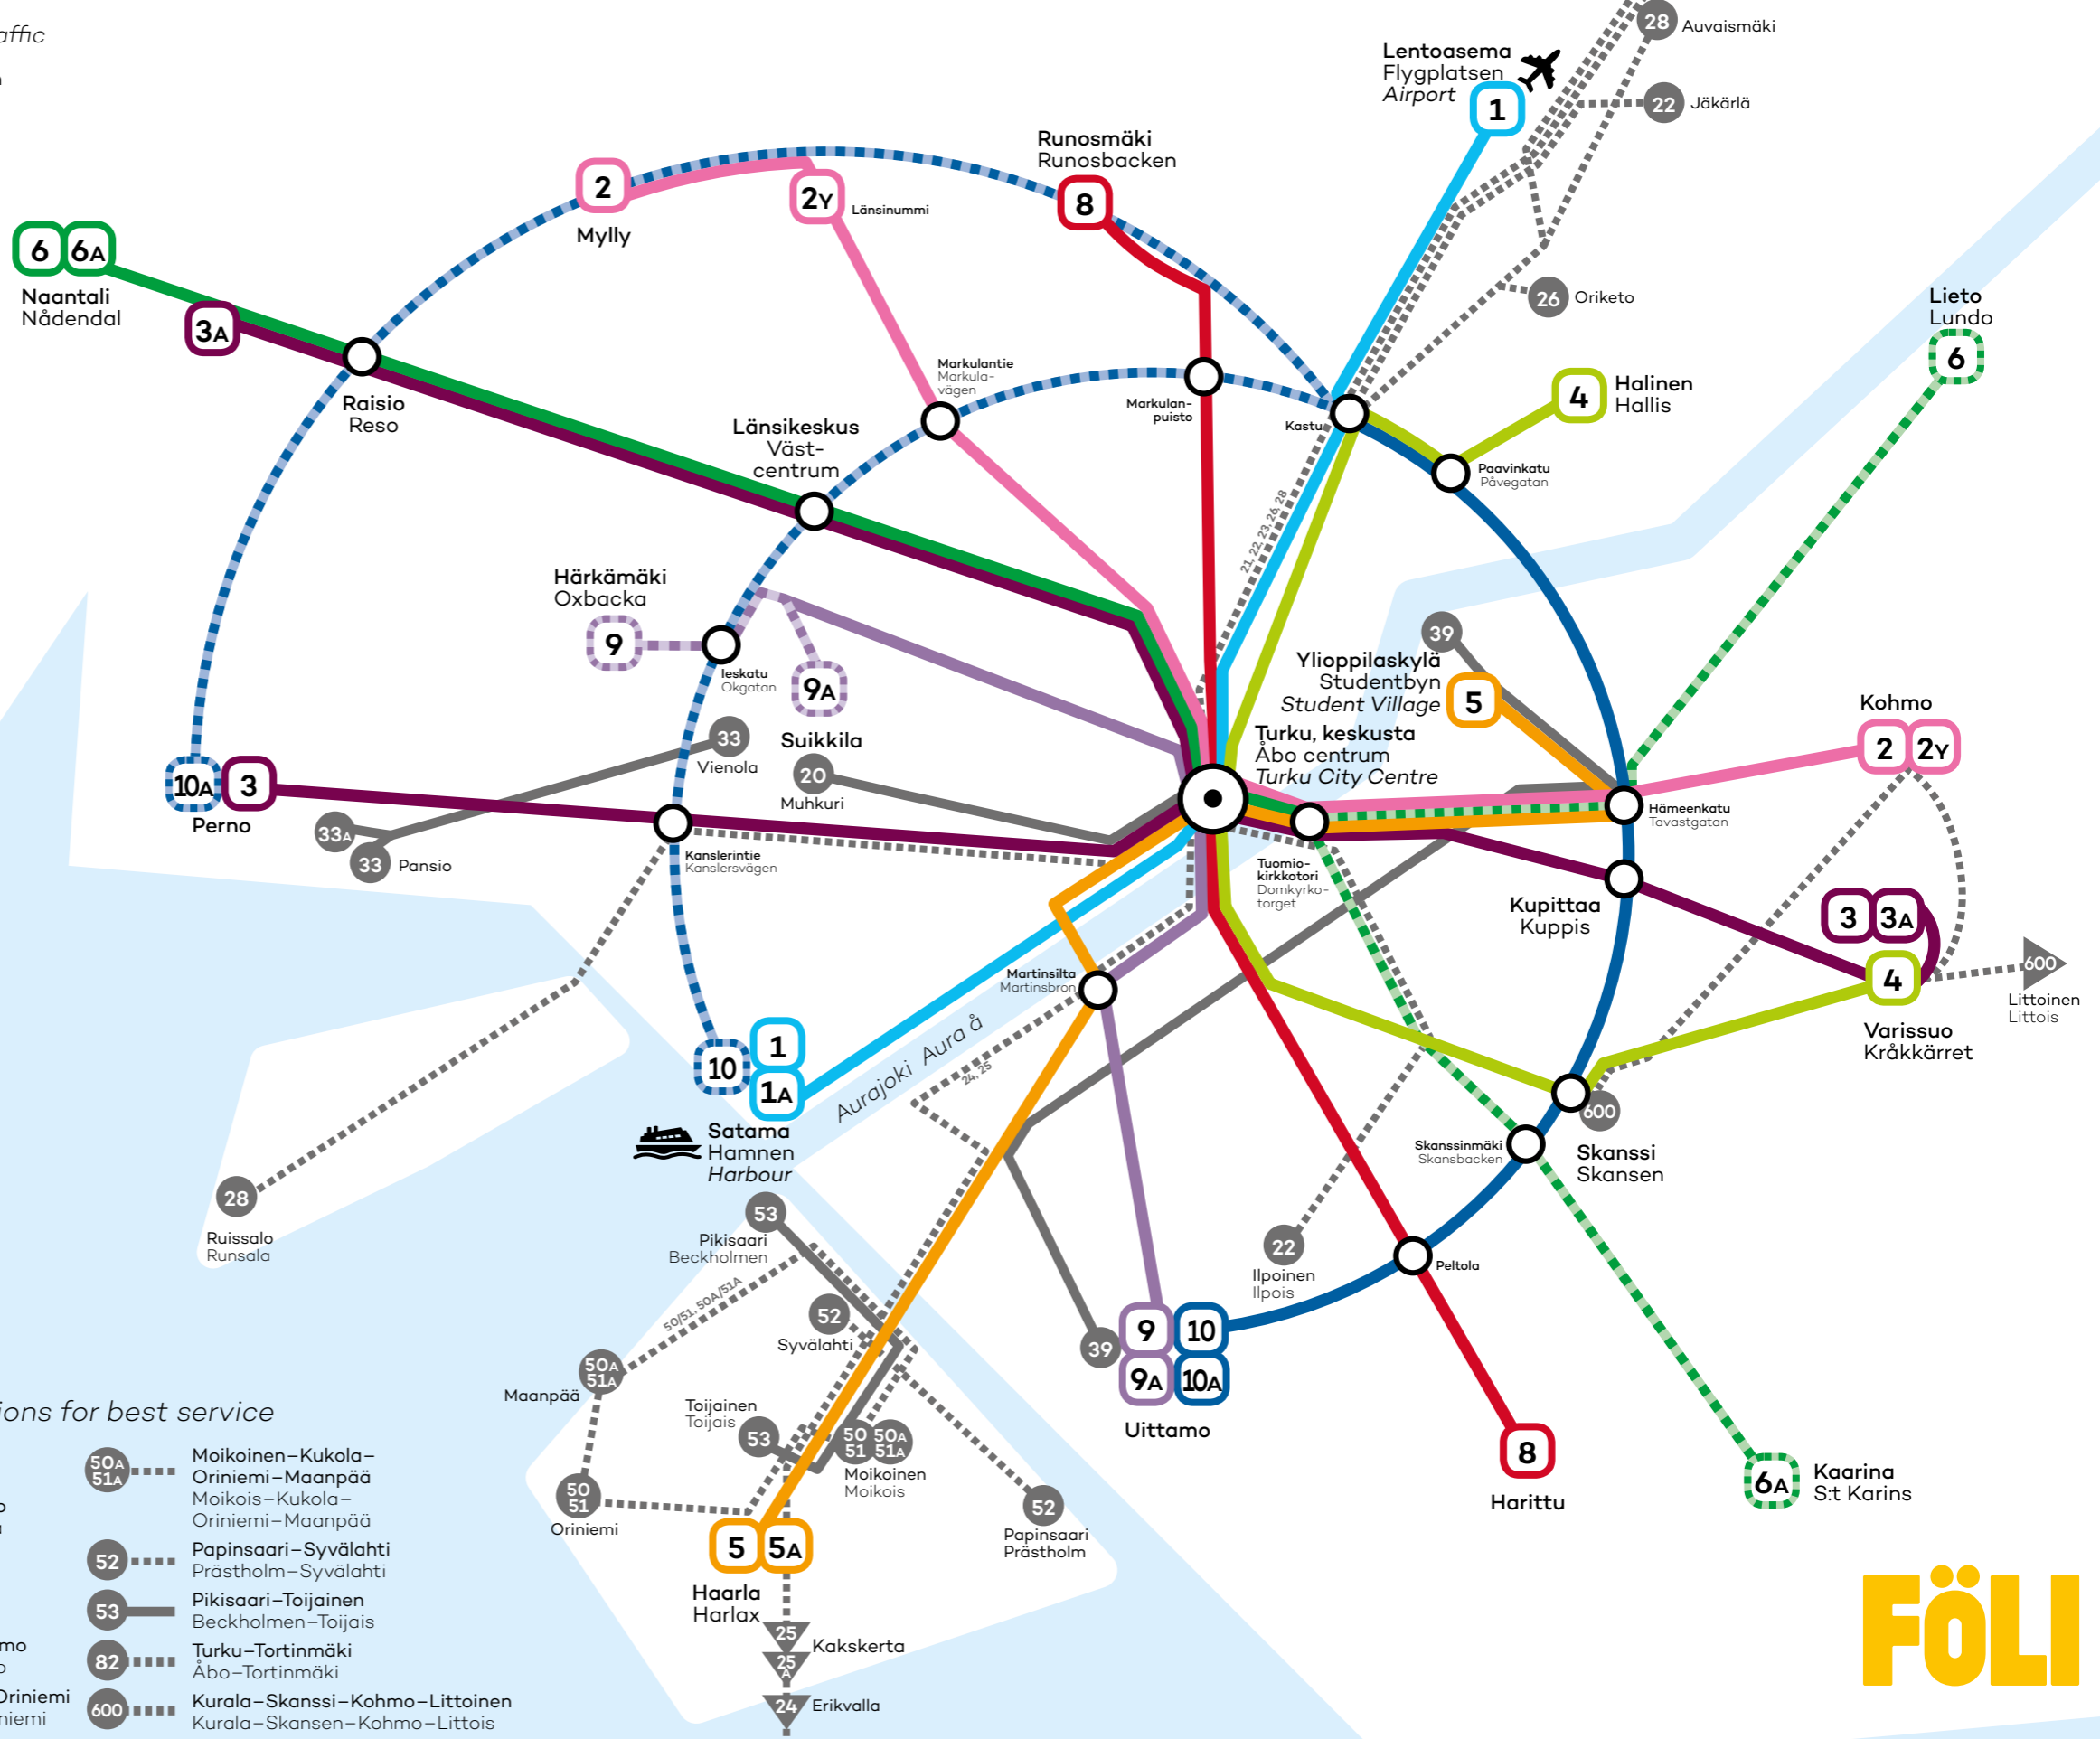 affic
28
Auvaismäki
Lentoasema
Flygplatsen
Airport
1
22
Jäkärlä
Runosmäki
Runosbacken
8
2
Mylly
2Y
Länsinummi
6
6A
Naantali
Nådendal
3A
26
Oriketo
Lieto
Lundo
6
Raisio
Reso
Markulantie
Markula-
vägen
Markulan-
puisto
Kastu
4
Halinen
Hallis
Länsikeskus
Väst-
centrum
Paavinkatu
Påvegatan
21, 22, 23, 26, 28
Härkämäki
Oxbacka
9
Ieskatu
Okgatan
9A
39
Ylioppilaskylä
Studentbyn
Student Village
5
Kohmo
2
2Y
33
Vienola
Suikkila
20
Muhkuri
Turku, keskusta
Åbo centrum
Turku City Centre
10A
3
Perno
33A
33
Pansio
Kanslerintie
Kanslersvägen
Hämeenkatu
Tavastgatan
Tuomio-
kirkkotori
Domkyrko-
torget
Kupittaa
Kuppis
3
3A
4
Varissuo
Kråkkärret
600
Littoinen
Littois
Martinsilta
Martinsbron
Aurajoki Aura å
24, 25
10
1
1A
Satama
Hamnen
Harbour
600
Skanssi
Skansen
Skanssinmäki
Skansbacken
28
Ruissalo
Runsala
53
Pikisaari
Beckholmen
22
Ilpoinen
Ilpois
Peltola
50/51, 50A/51A
52
Syvälahti
39
9
10
9A
10A
Uittamo
50A
51A
Maanpää
Toijainen
Toijais
53
50
51
50A
51A
Moikoinen
Moikois
8
Harittu
6A
Kaarina
S:t Karins
50
51
Oriniemi
52
Papinsaari
Prästholm
5
5A
Haarla
Harlax
25
Kakskerta
25
A
24
Erikvalla
ions for best service
50A
51A
Moikoinen–Kukola–
Oriniemi–Maanpää
Moikois–Kukola–
Oriniemi–Maanpää
52
Papinsaari–Syvälahti
Prästholm–Syvälahti
53
Pikisaari–Toijainen
Beckholmen–Toijais
mo
82
Turku–Tortinmäki
Åbo–Tortinmäki
Oriniemi
niemi
600
Kurala–Skanssi–Kohmo–Littoinen
Kurala–Skansen–Kohmo–Littois
FÖLI